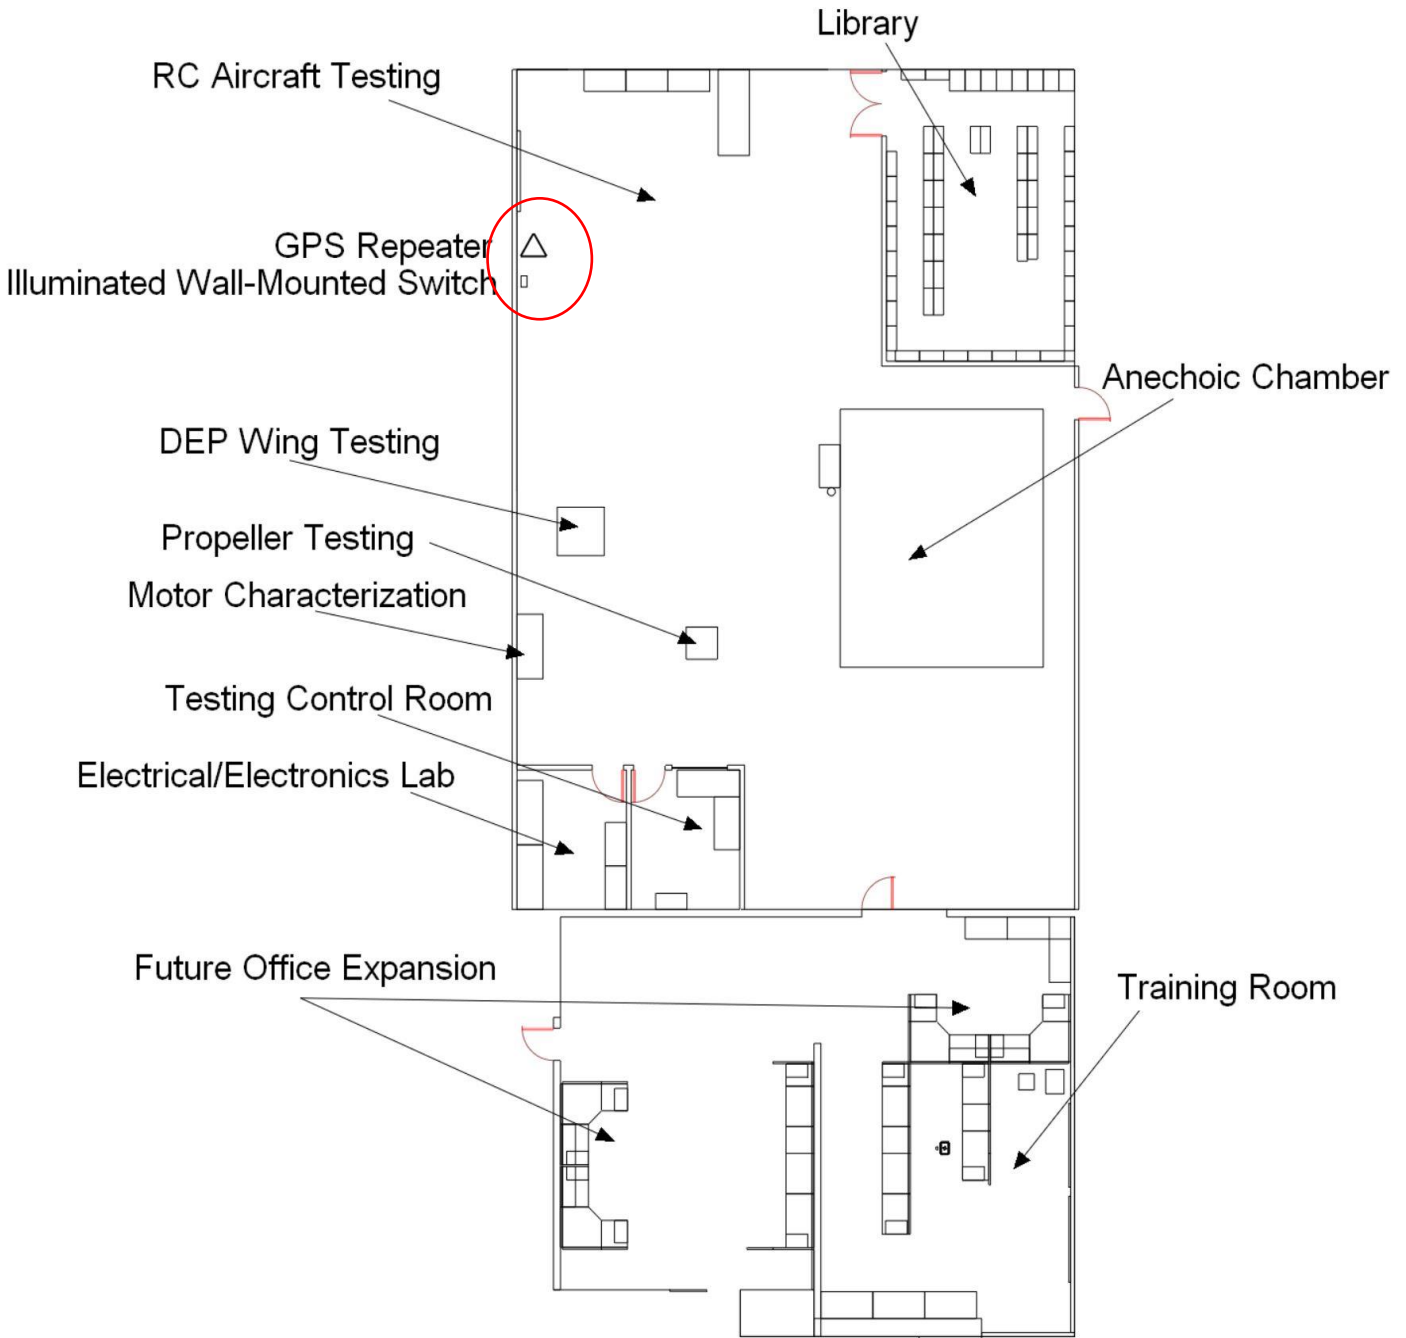 Library
RC Aircraft Testing
GPS Repeater
Illuminated Wall-Mounted Switch
Anechoic Chamber
DEP Wing Testing
Propeller Testing
Motor Characterization
Testing Control Room
Electrical/Electronics Lab
Future Office Expansion
Training Room